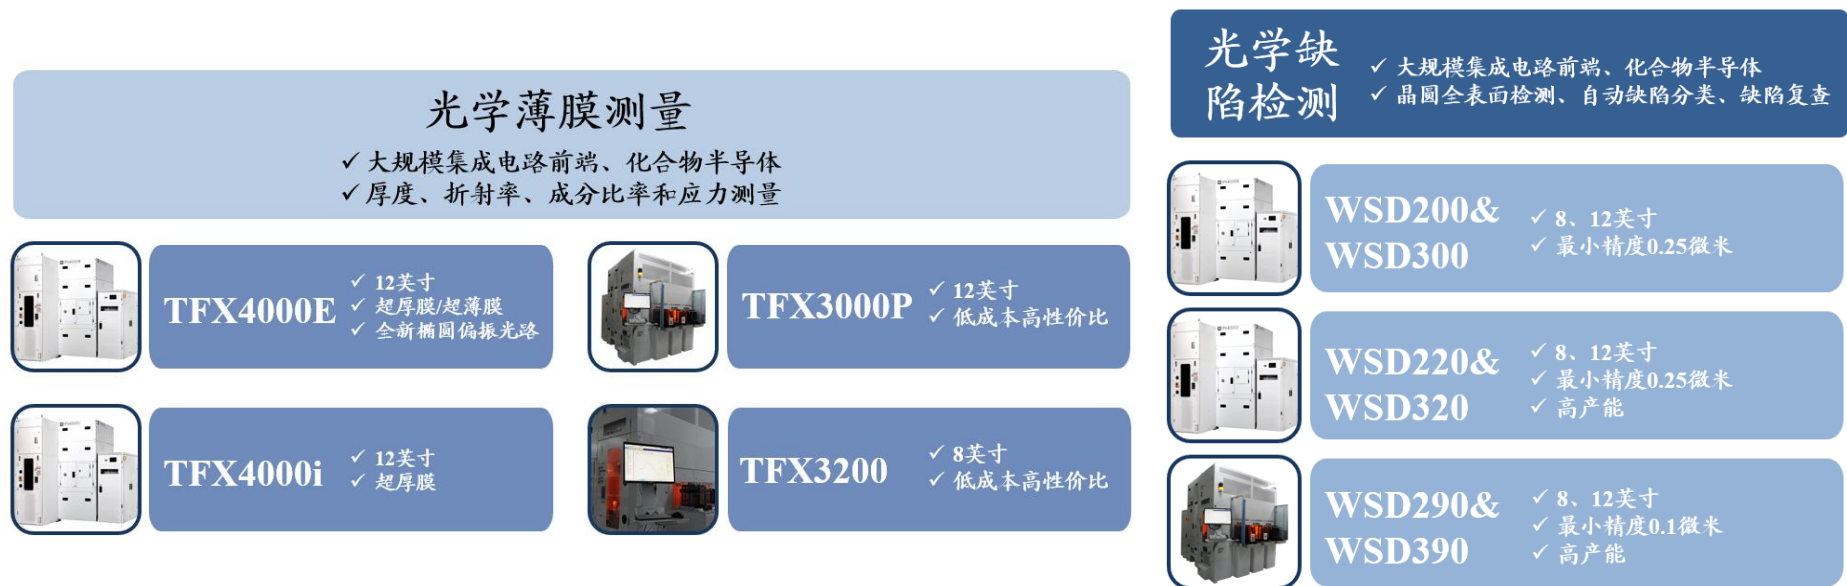 光学薄膜测量
✓ 大规模集成电路前端、化合物半导体
✓ 厚度、折射率、成分比率和应力测量
TFX4000E
✓ 12英寸
✓ 超厚膜/超薄膜
✓ 全新椭圆偏振光路
TFX3000P
✓ 12英寸
✓ 低成本高性价比
TFX4000i
✓ 12英寸
✓ 超厚膜
TFX3200
✓ 8英寸
✓ 低成本高性价比
光学缺
陷检测
✓ 大规模集成电路前端、化合物半导体
✓ 晶圆全表面检测、自动缺陷分类、缺陷复查
WSD200&
WSD300
✓ 8、12英寸
✓ 最小精度0.25微米
WSD220&
WSD320
✓ 8、12英寸
✓ 最小精度0.25微米
✓ 高产能
WSD290&
WSD390
✓ 8、12英寸
✓ 最小精度0.1微米
✓ 高产能